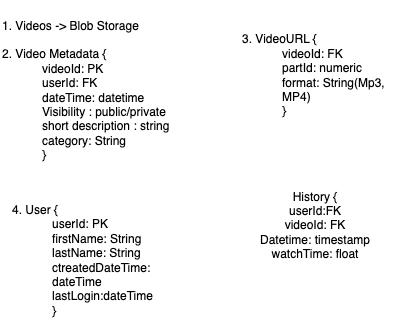 1. Videos -> Blob Storage
2. Video Metadata {
videoId: PK
userId: FK
dateTime: datetime
Visibility : public/private
short description : string
category: String
}
3. VideoURL {
videoId: FK
partId: numeric
format: String(Mp3,
MP4)
}
4. User {
userId: PK
firstName: String
lastName: String
ctreatedDateTime:
dateTime
lastLogin:dateTime
}
History {
userId:FK
videoId: FK
Datetime: timestamp
watchTime: float